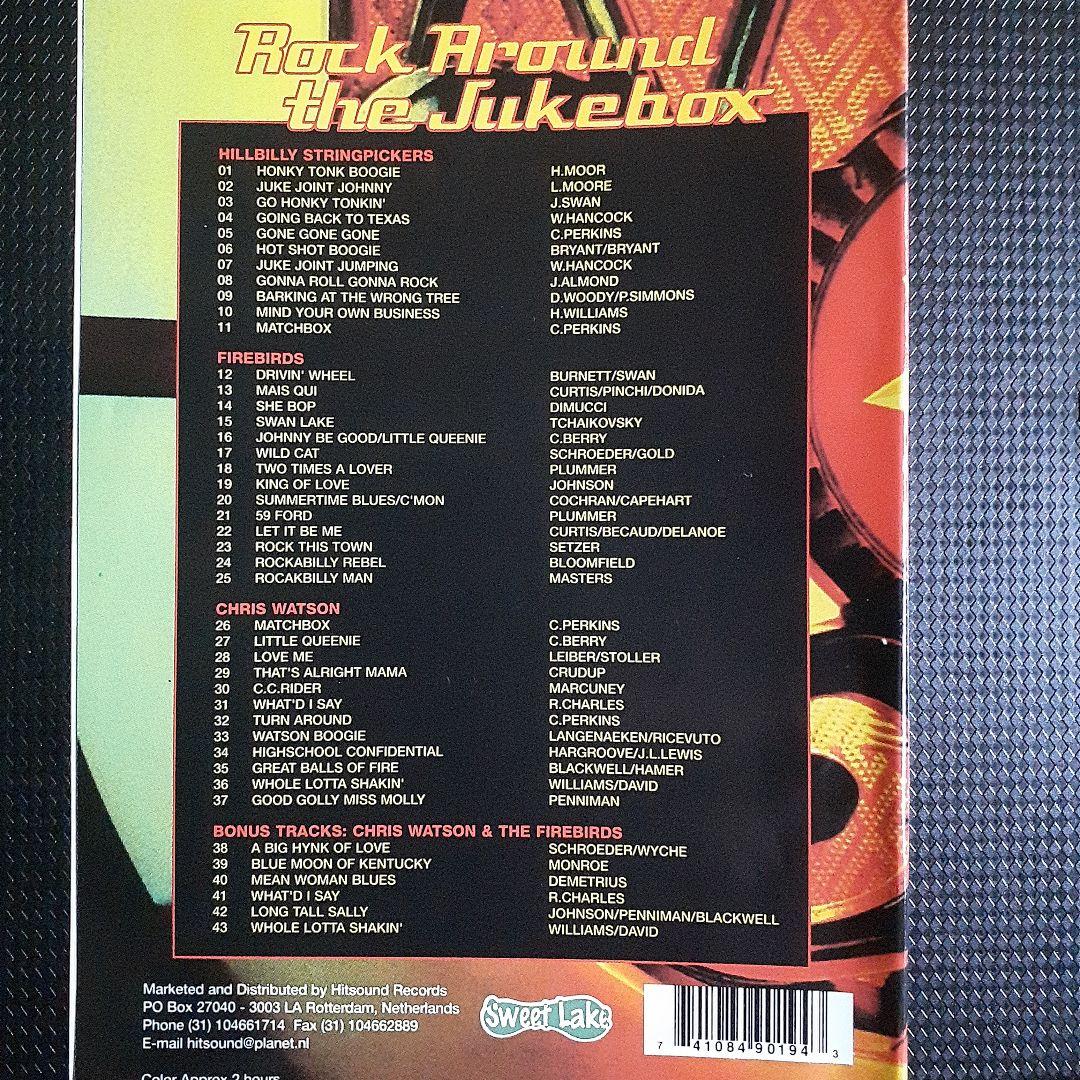 Rock Around
the Jukebox
HILLBILLY STRINGPICKERS
01 HONKY TONK BOOGIE H.MOOR
02 JUKE JOINT JOHNNY L.MOORE
03 GO HONKY TONKIN' J.SWAN
04 GOING BACK TO TEXAS W.HANCOCK
05 GONE GONE GONE C.PERKINS
06 HOT SHOT BOOGIE BRYANT/BRYANT
07 JUKE JOINT JUMPING W.HANCOCK
08 GONNA ROLL GONNA ROCK J.ALMOND
09 BARKING AT THE WRONG TREE D.WOODY/P.SIMMONS
10 MIND YOUR OWN BUSINESS H.WILLIAMS
11 MATCHBOX C.PERKINS
FIREBIRDS
12 DRIVIN' WHEEL BURNETT/SWAN
13 MAIS QUI CURTIS/PINCHI/DONIDA
14 SHE BOP DIMUCCI
15 SWAN LAKE TCHAIKOVSKY
16 JOHNNY BE GOOD/LITTLE QUEENIE C.BERRY
17 WILD CAT SCHROEDER/GOLD
18 TWO TIMES A LOVER PLUMMER
19 KING OF LOVE JOHNSON
20 SUMMERTIME BLUES/C'MON COCHRAN/CAPEHART
21 59 FORD PLUMMER
22 LET IT BE ME CURTIS/BECAUD/DELANOE
23 ROCK THIS TOWN SETZER
24 ROCKABILLY REBEL BLOOMFIELD
25 ROCAKBILLY MAN MASTERS
CHRIS WATSON
26 MATCHBOX C.PERKINS
27 LITTLE QUEENIE C.BERRY
28 LOVE ME LEIBER/STOLLER
29 THAT'S ALRIGHT MAMA CRUDUP
30 C.C.RIDER MARCUNEY
31 WHAT'D I SAY R.CHARLES
32 TURN AROUND C.PERKINS
33 WATSON BOOGIE LANGENAEKEN/RICEVUTO
34 HIGHSCHOOL CONFIDENTIAL HARGROOVE/J.L.LEWIS
35 GREAT BALLS OF FIRE BLACKWELL/HAMER
36 WHOLE LOTTA SHAKIN' WILLIAMS/DAVID
37 GOOD GOLLY MISS MOLLY PENNIMAN
BONUS TRACKS: CHRIS WATSON & THE FIREBIRDS
38 A BIG HYNK OF LOVE SCHROEDER/WYCHE
39 BLUE MOON OF KENTUCKY MONROE
40 MEAN WOMAN BLUES DEMETRIUS
41 WHAT'D I SAY R.CHARLES
42 LONG TALL SALLY JOHNSON/PENNIMAN/BLACKWELL
43 WHOLE LOTTA SHAKIN' WILLIAMS/DAVID
Marketed and Distributed by Hitsound Records
PO Box 27040 - 3003 LA Rotterdam, Netherlands
Phone (31) 104661714 Fax (31) 104662889
E-mail hitsound@planet.nl
Sweet Lake
7 41084 90194 3
Color Approx 2 hours